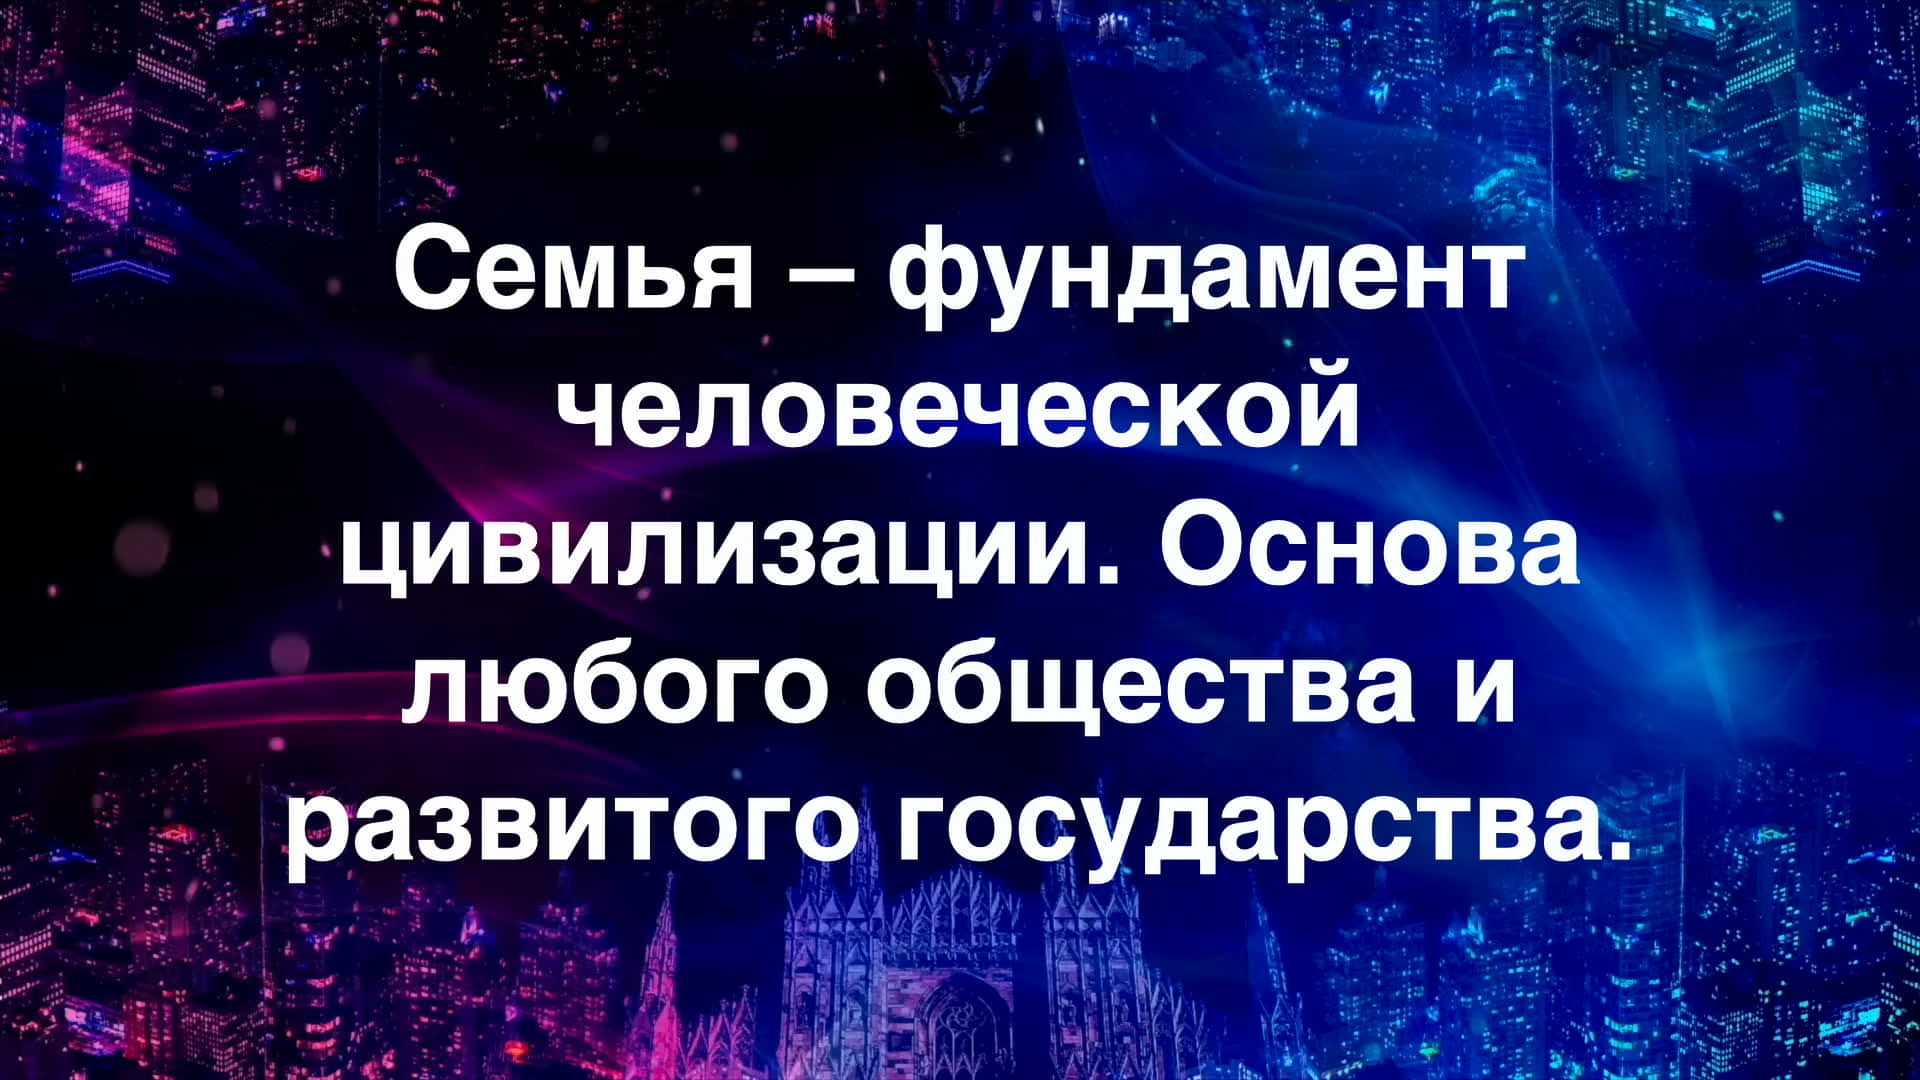 Семья – фундамент
человеческой
цивилизации. Основа
любого общества и
развитого государства.